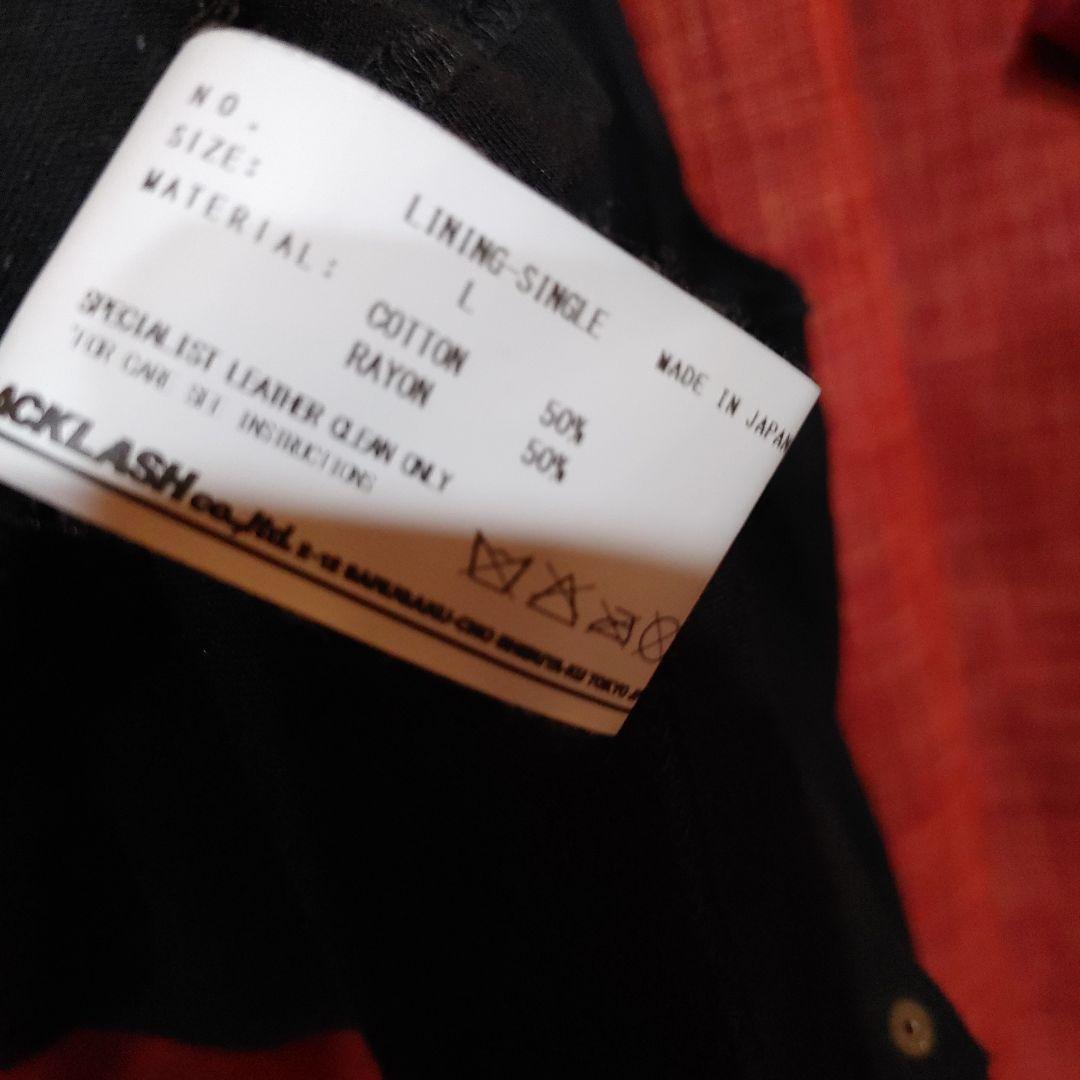 NO. LINING-SINGLE
SIZE: L
MATERIAL: MADE IN JAPAN
COTTON 50%
RAYON 50%
SPECIALIST LEATHER CLEAN ONLY
*FOR CARE SEE INSTRUCTIONS
ACKLASH co.,ltd. TOKYO